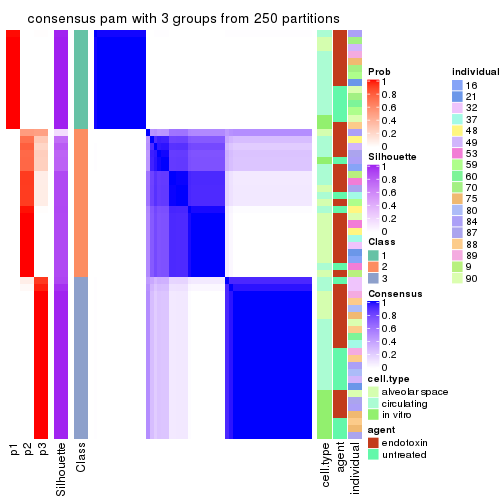 consensus pam with 3 groups from 250 partitions
p1
p2
p3
Silhouette
Class
cell.type
agent
individual
Prob
1
0.8
0.6
0.4
0.2
0
Silhouette
1
0.8
0.6
0.4
0.2
0
Class
1
2
3
Consensus
1
0.8
0.6
0.4
0.2
0
cell.type
alveolar space
circulating
in vitro
agent
endotoxin
untreated
Individual
16
21
32
37
48
49
53
59
60
70
75
80
84
87
88
89
9
90